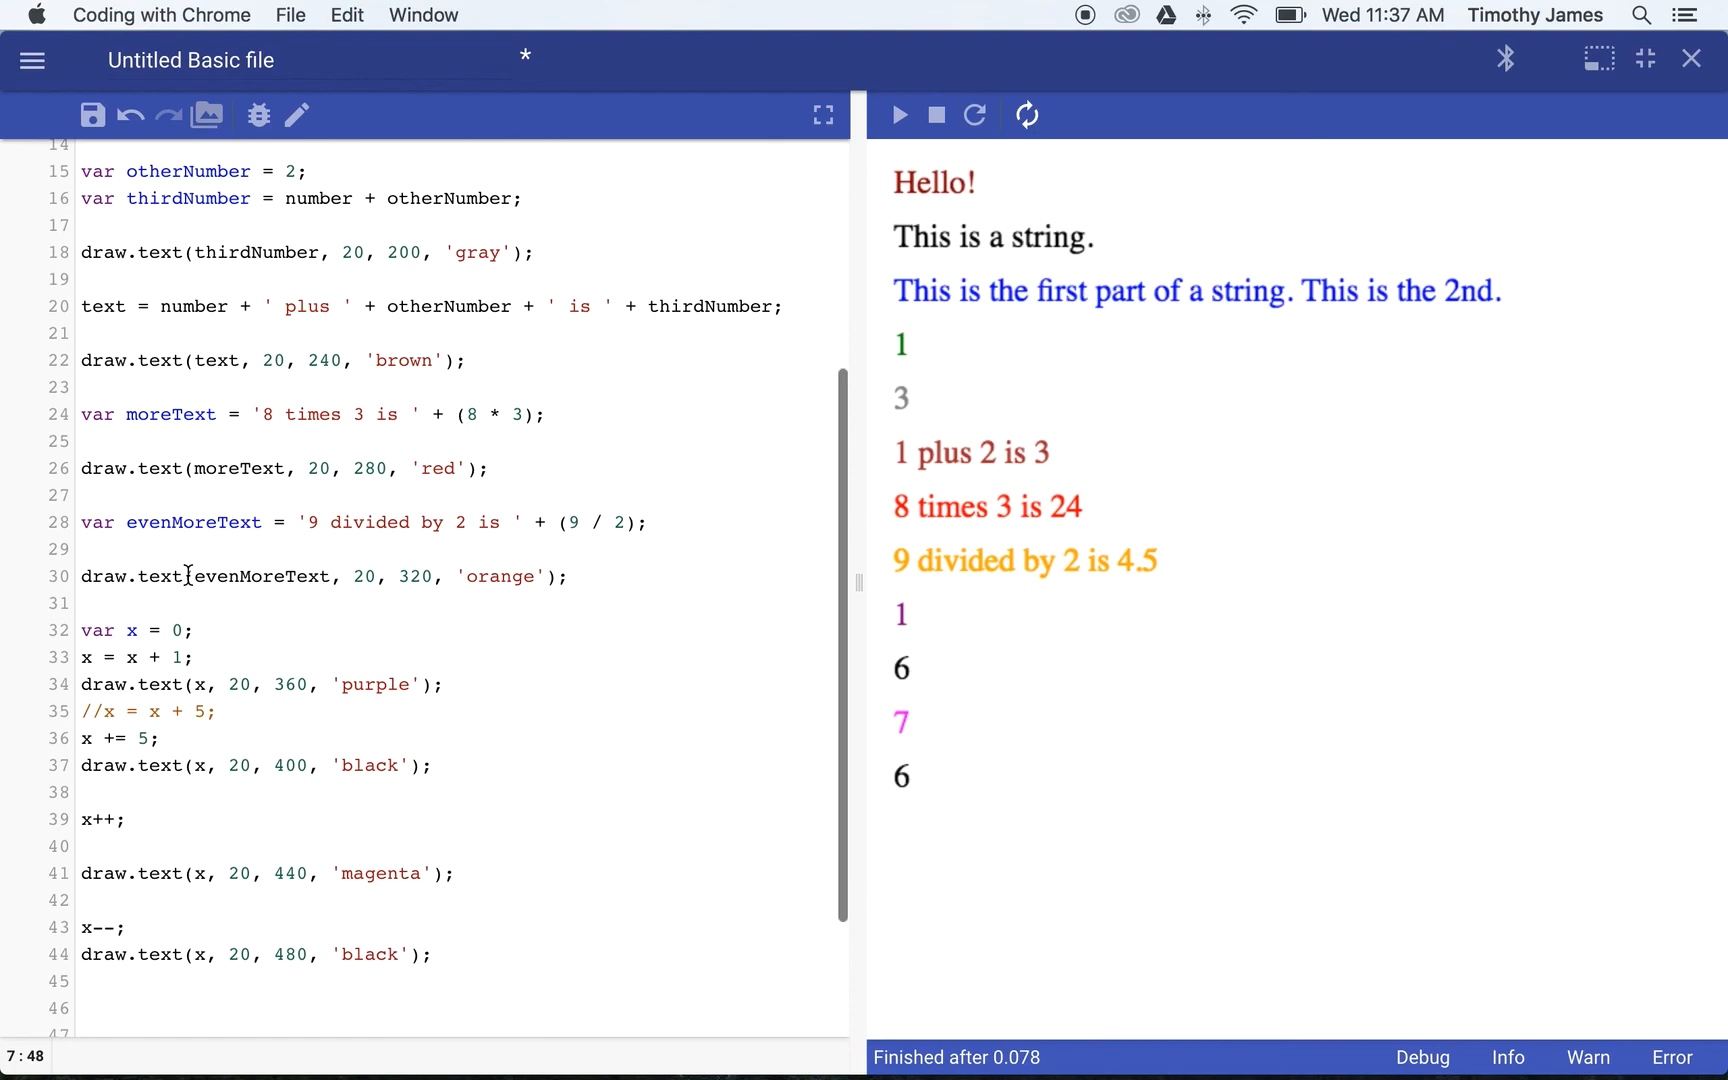 Coding with Chrome File Edit Window Wed 11:37 AM Timothy James
Untitled Basic file *
14
15 var otherNumber = 2;
16 var thirdNumber = number + otherNumber;
17
18 draw.text(thirdNumber, 20, 200, 'gray');
19
20 text = number + ' plus ' + otherNumber + ' is ' + thirdNumber;
21
22 draw.text(text, 20, 240, 'brown');
23
24 var moreText = '8 times 3 is ' + (8 * 3);
25
26 draw.text(moreText, 20, 280, 'red');
27
28 var evenMoreText = '9 divided by 2 is ' + (9 / 2);
29
30 draw.text(evenMoreText, 20, 320, 'orange');
31
32 var x = 0;
33 x = x + 1;
34 draw.text(x, 20, 360, 'purple');
35 //x = x + 5;
36 x += 5;
37 draw.text(x, 20, 400, 'black');
38
39 x++;
40
41 draw.text(x, 20, 440, 'magenta');
42
43 x--;
44 draw.text(x, 20, 480, 'black');
45
46
47
7 : 48
Hello!
This is a string.
This is the first part of a string. This is the 2nd.
1
3
1 plus 2 is 3
8 times 3 is 24
9 divided by 2 is 4.5
1
6
7
6
Finished after 0.078 Debug Info Warn Error